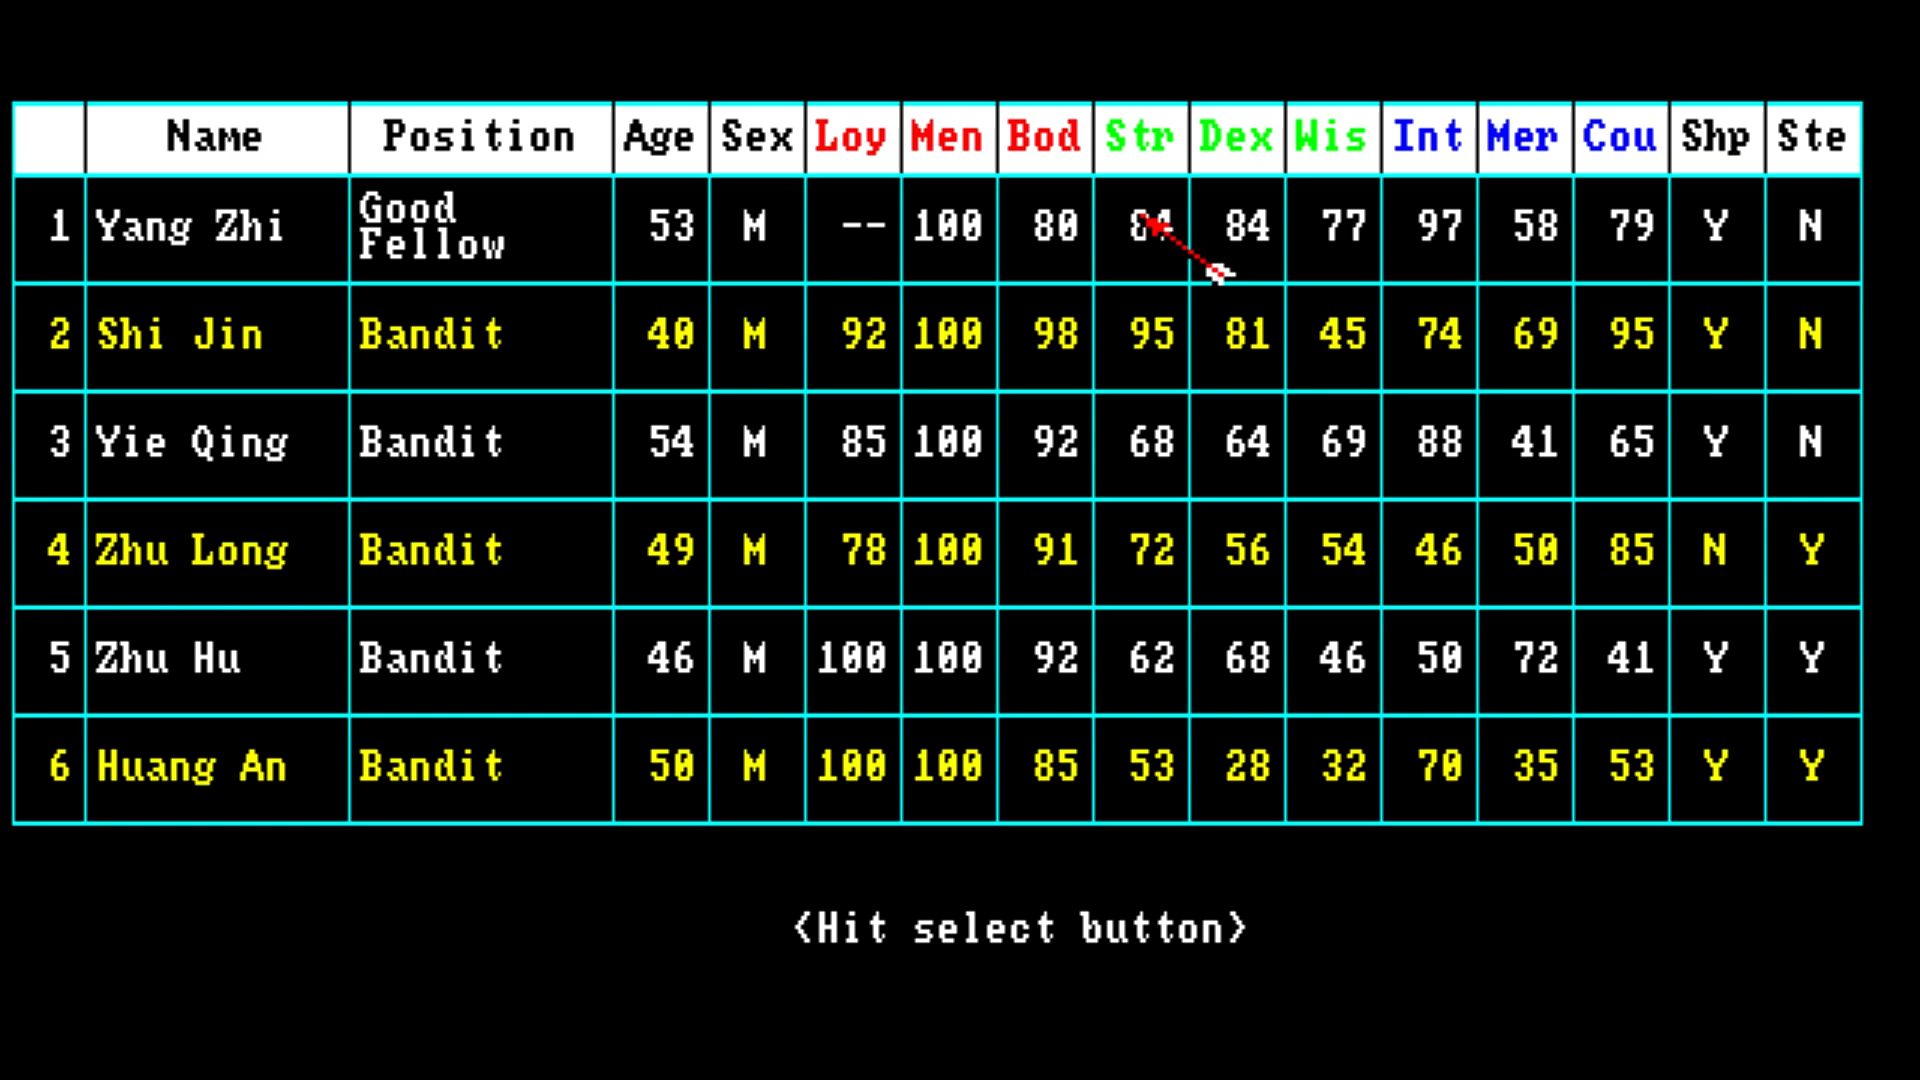 Name Position Age Sex Loy Men Bod Str Dex Wis Int Mer Cou Shp Ste
1 Yang Zhi Good Fellow 53 M -- 100 80 84 84 77 97 58 79 Y N
2 Shi Jin Bandit 40 M 92 100 98 95 81 45 74 69 95 Y N
3 Yie Qing Bandit 54 M 85 100 92 68 64 69 88 41 65 Y N
4 Zhu Long Bandit 49 M 78 100 91 72 56 54 46 50 85 N Y
5 Zhu Hu Bandit 46 M 100 100 92 62 68 46 50 72 41 Y Y
6 Huang An Bandit 50 M 100 100 85 53 28 32 70 35 53 Y Y
<Hit select button>